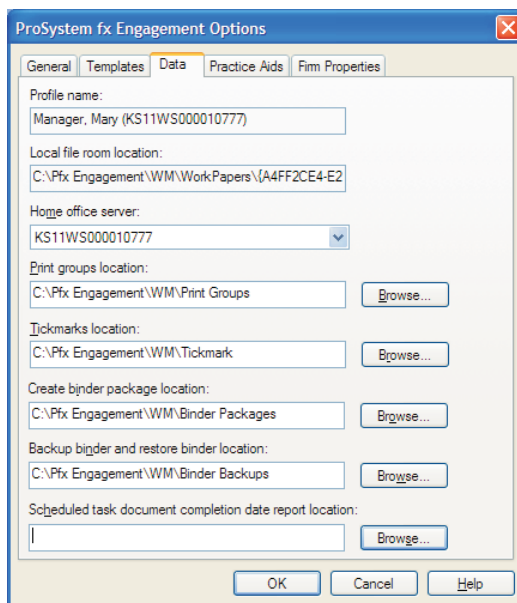 ProSystem fx Engagement Options
General Templates Data Practice Aids Firm Properties
Profile name:
Manager, Mary (KS11WS000010777)
Local file room location:
C:\Pfx Engagement\WM\WorkPapers\{A4FF2CE4-E2
Home office server:
KS11WS000010777
Print groups location:
C:\Pfx Engagement\WM\Print Groups Browse...
Tickmarks location:
C:\Pfx Engagement\WM\Tickmark Browse...
Create binder package location:
C:\Pfx Engagement\WM\Binder Packages Browse...
Backup binder and restore binder location:
C:\Pfx Engagement\WM\Binder Backups Browse...
Scheduled task document completion date report location:
Browse...
OK Cancel Help